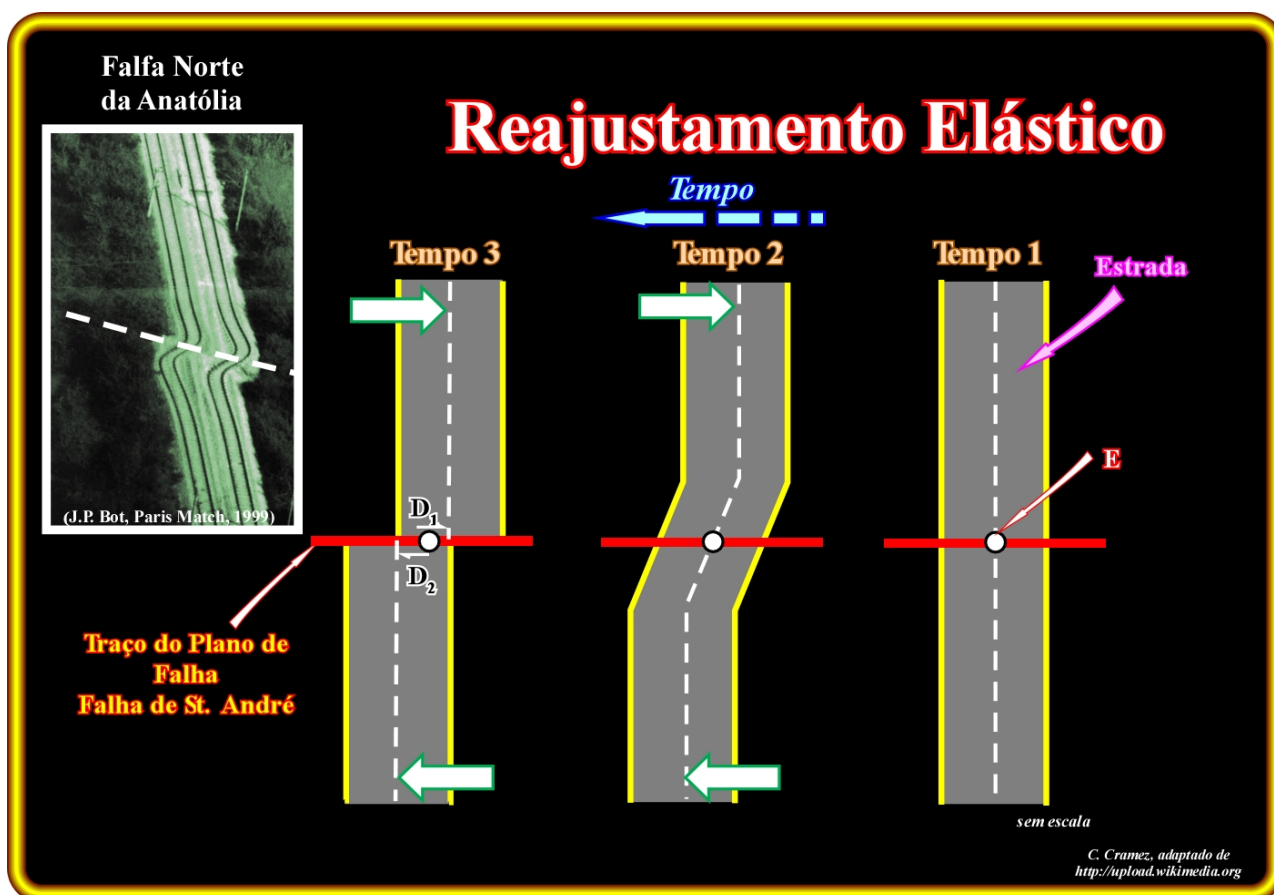 Falfa Norte
da Anatólia
Reajustamento Elástico
Tempo
Tempo 3
Tempo 2
Tempo 1
Estrada
E
(J.P. Bot, Paris Match, 1999)
D1
D2
Traço do Plano de
Falha
Falha de St. André
sem escala
C. Cramez, adaptado de
http://upload.wikimedia.org